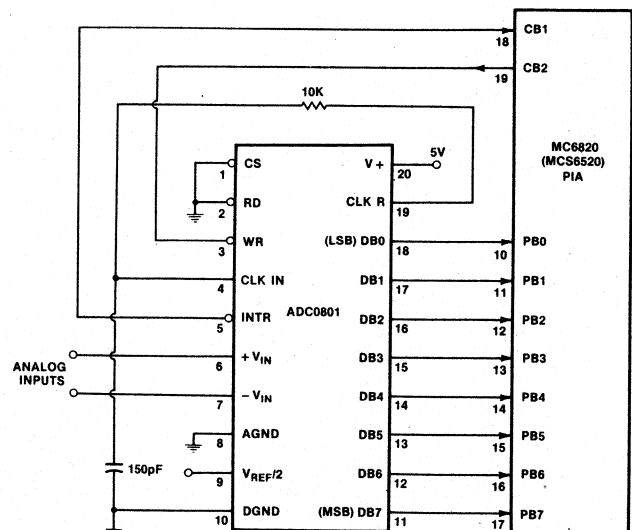 CB1
18
CB2
19
10K
MC6820
(MCS6520)
PIA
CS
1
V+
20
5V
RD
2
CLK R
19
WR
3
(LSB) DB0
18
PB0
10
CLK IN
4
DB1
17
PB1
11
ADC0801
INTR
5
DB2
16
PB2
12
ANALOG
INPUTS
+ VIN
6
DB3
15
PB3
13
– VIN
7
DB4
14
PB4
14
AGND
8
DB5
13
PB5
15
150pF
VREF/2
9
DB6
12
PB6
16
DGND
10
(MSB) DB7
11
PB7
17